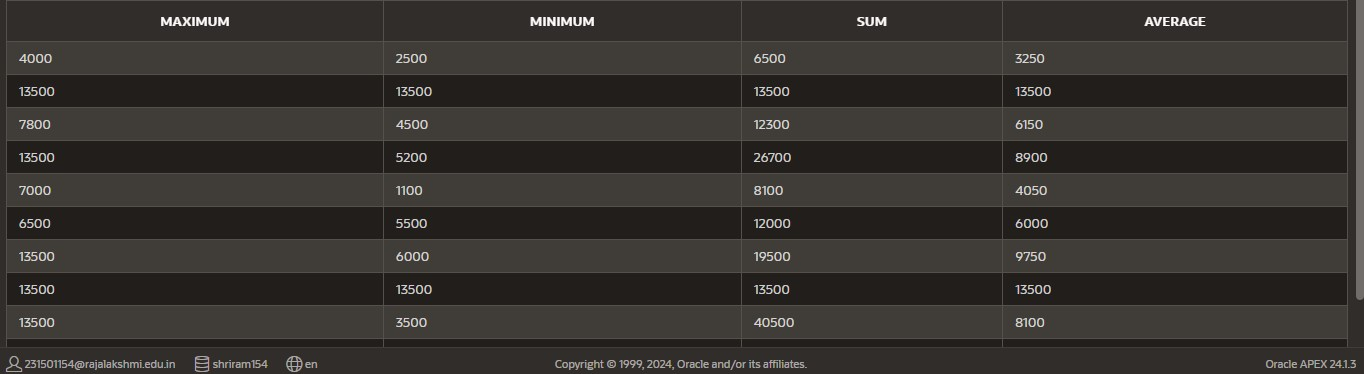 MAXIMUM MINIMUM SUM AVERAGE
4000 2500 6500 3250
13500 13500 13500 13500
7800 4500 12300 6150
13500 5200 26700 8900
7000 1100 8100 4050
6500 5500 12000 6000
13500 6000 19500 9750
13500 13500 13500 13500
13500 3500 40500 8100
231501154@rajalakshmi.edu.in shriram154 en Copyright © 1999, 2024, Oracle and/or its affiliates. Oracle APEX 24.1.3